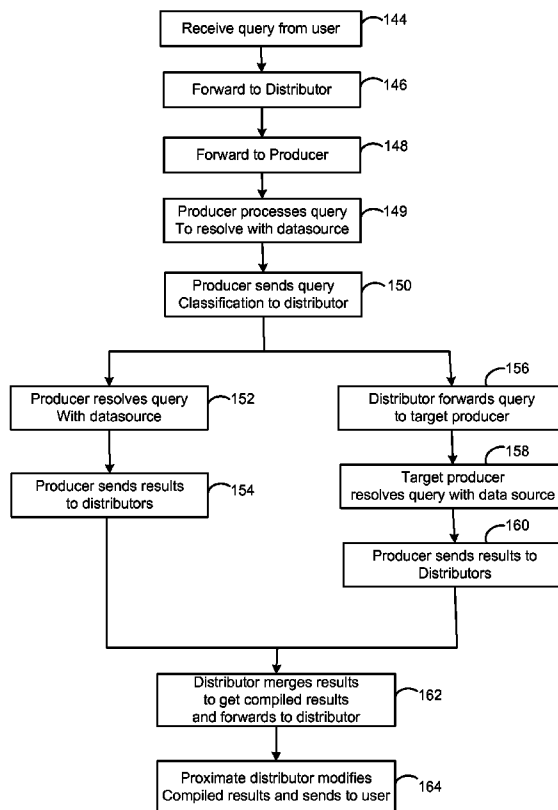 Receive query from user
144
Forward to Distributor
146
Forward to Producer
148
Producer processes query
To resolve with datasource
149
Producer sends query
Classification to distributor
150
Producer resolves query
With datasource
152
Producer sends results
to distributors
154
156
Distributor forwards query
to target producer
158
Target producer
resolves query with data source
160
Producer sends results to
Distributors
Distributor merges results
to get compiled results
and forwards to distributor
162
Proximate distributor modifies
Compiled results and sends to user
164